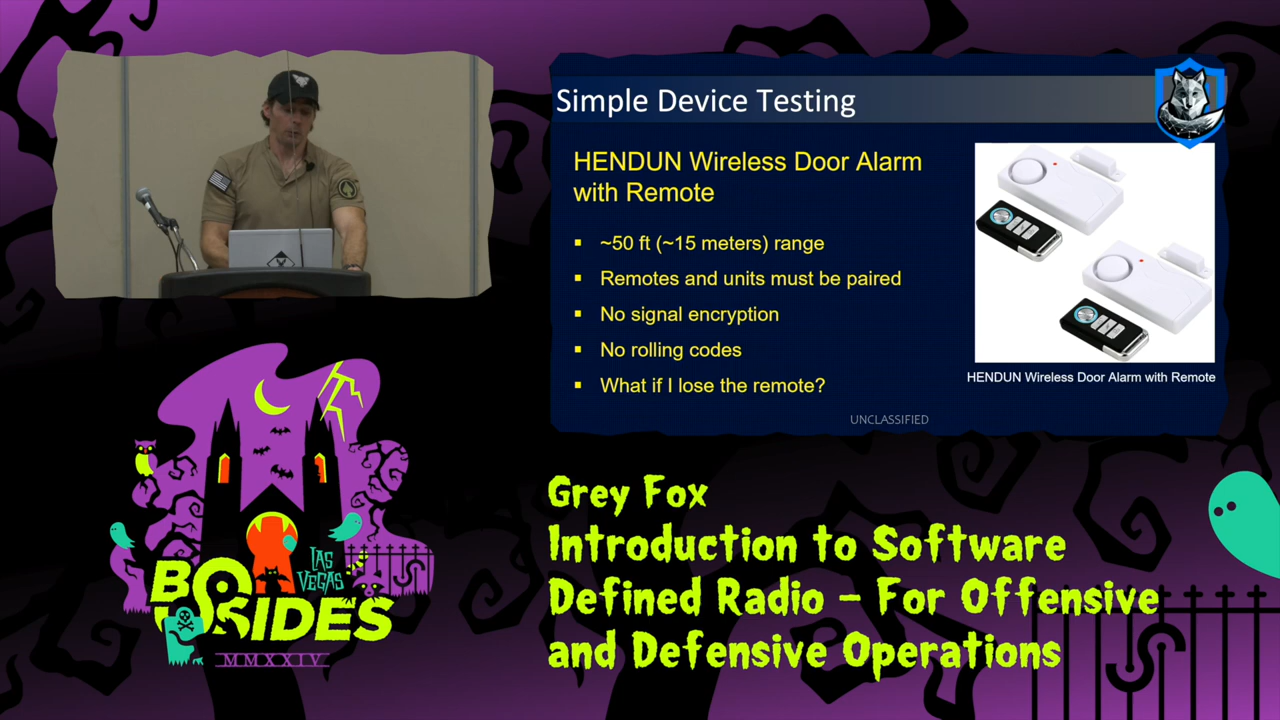 Simple Device Testing
HENDUN Wireless Door Alarm
with Remote
~50 ft (~15 meters) range
Remotes and units must be paired
No signal encryption
No rolling codes
What if I lose the remote?
HENDUN Wireless Door Alarm with Remote
UNCLASSIFIED
LAS
VEGAS
BSIDES
MMXXIV
Grey Fox
Introduction to Software
Defined Radio – For Offensive
and Defensive Operations